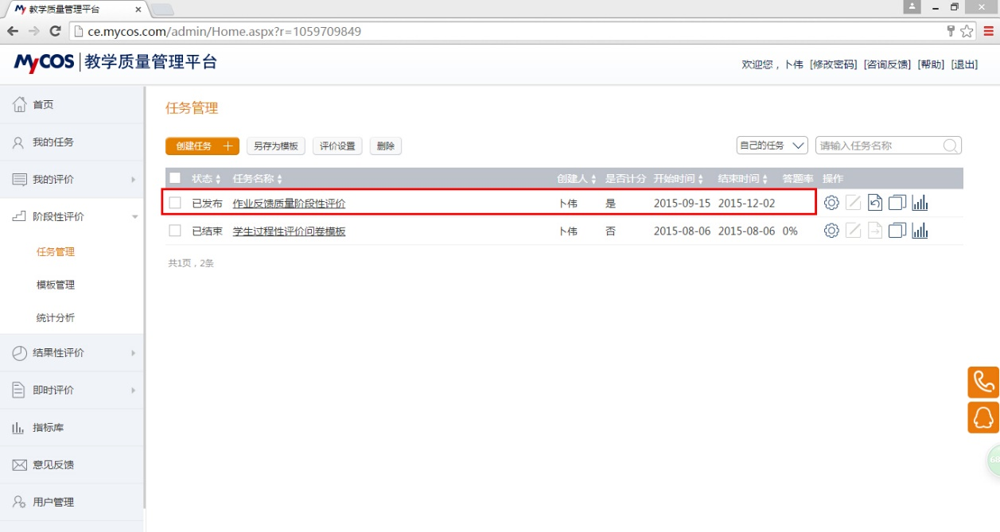 教学质量管理平台
ce.mycos.com/admin/Home.aspx?r=1059709849
MyCOS 教学质量管理平台
欢迎您，卜伟 [修改密码] [咨询反馈] [帮助] [退出]
首页
我的任务
我的评价
阶段性评价
任务管理
模板管理
统计分析
结果性评价
即时评价
指标库
意见反馈
用户管理
任务管理
创建任务 另存为模板 评价设置 删除 自己的任务 请输入任务名称
状态 任务名称 创建人 是否计分 开始时间 结束时间 答题率 操作
已发布 作业反馈质量阶段性评价 卜伟 是 2015-09-15 2015-12-02
已结束 学生过程性评价问卷模板 卜伟 否 2015-08-06 2015-08-06 0%
共1页，2条